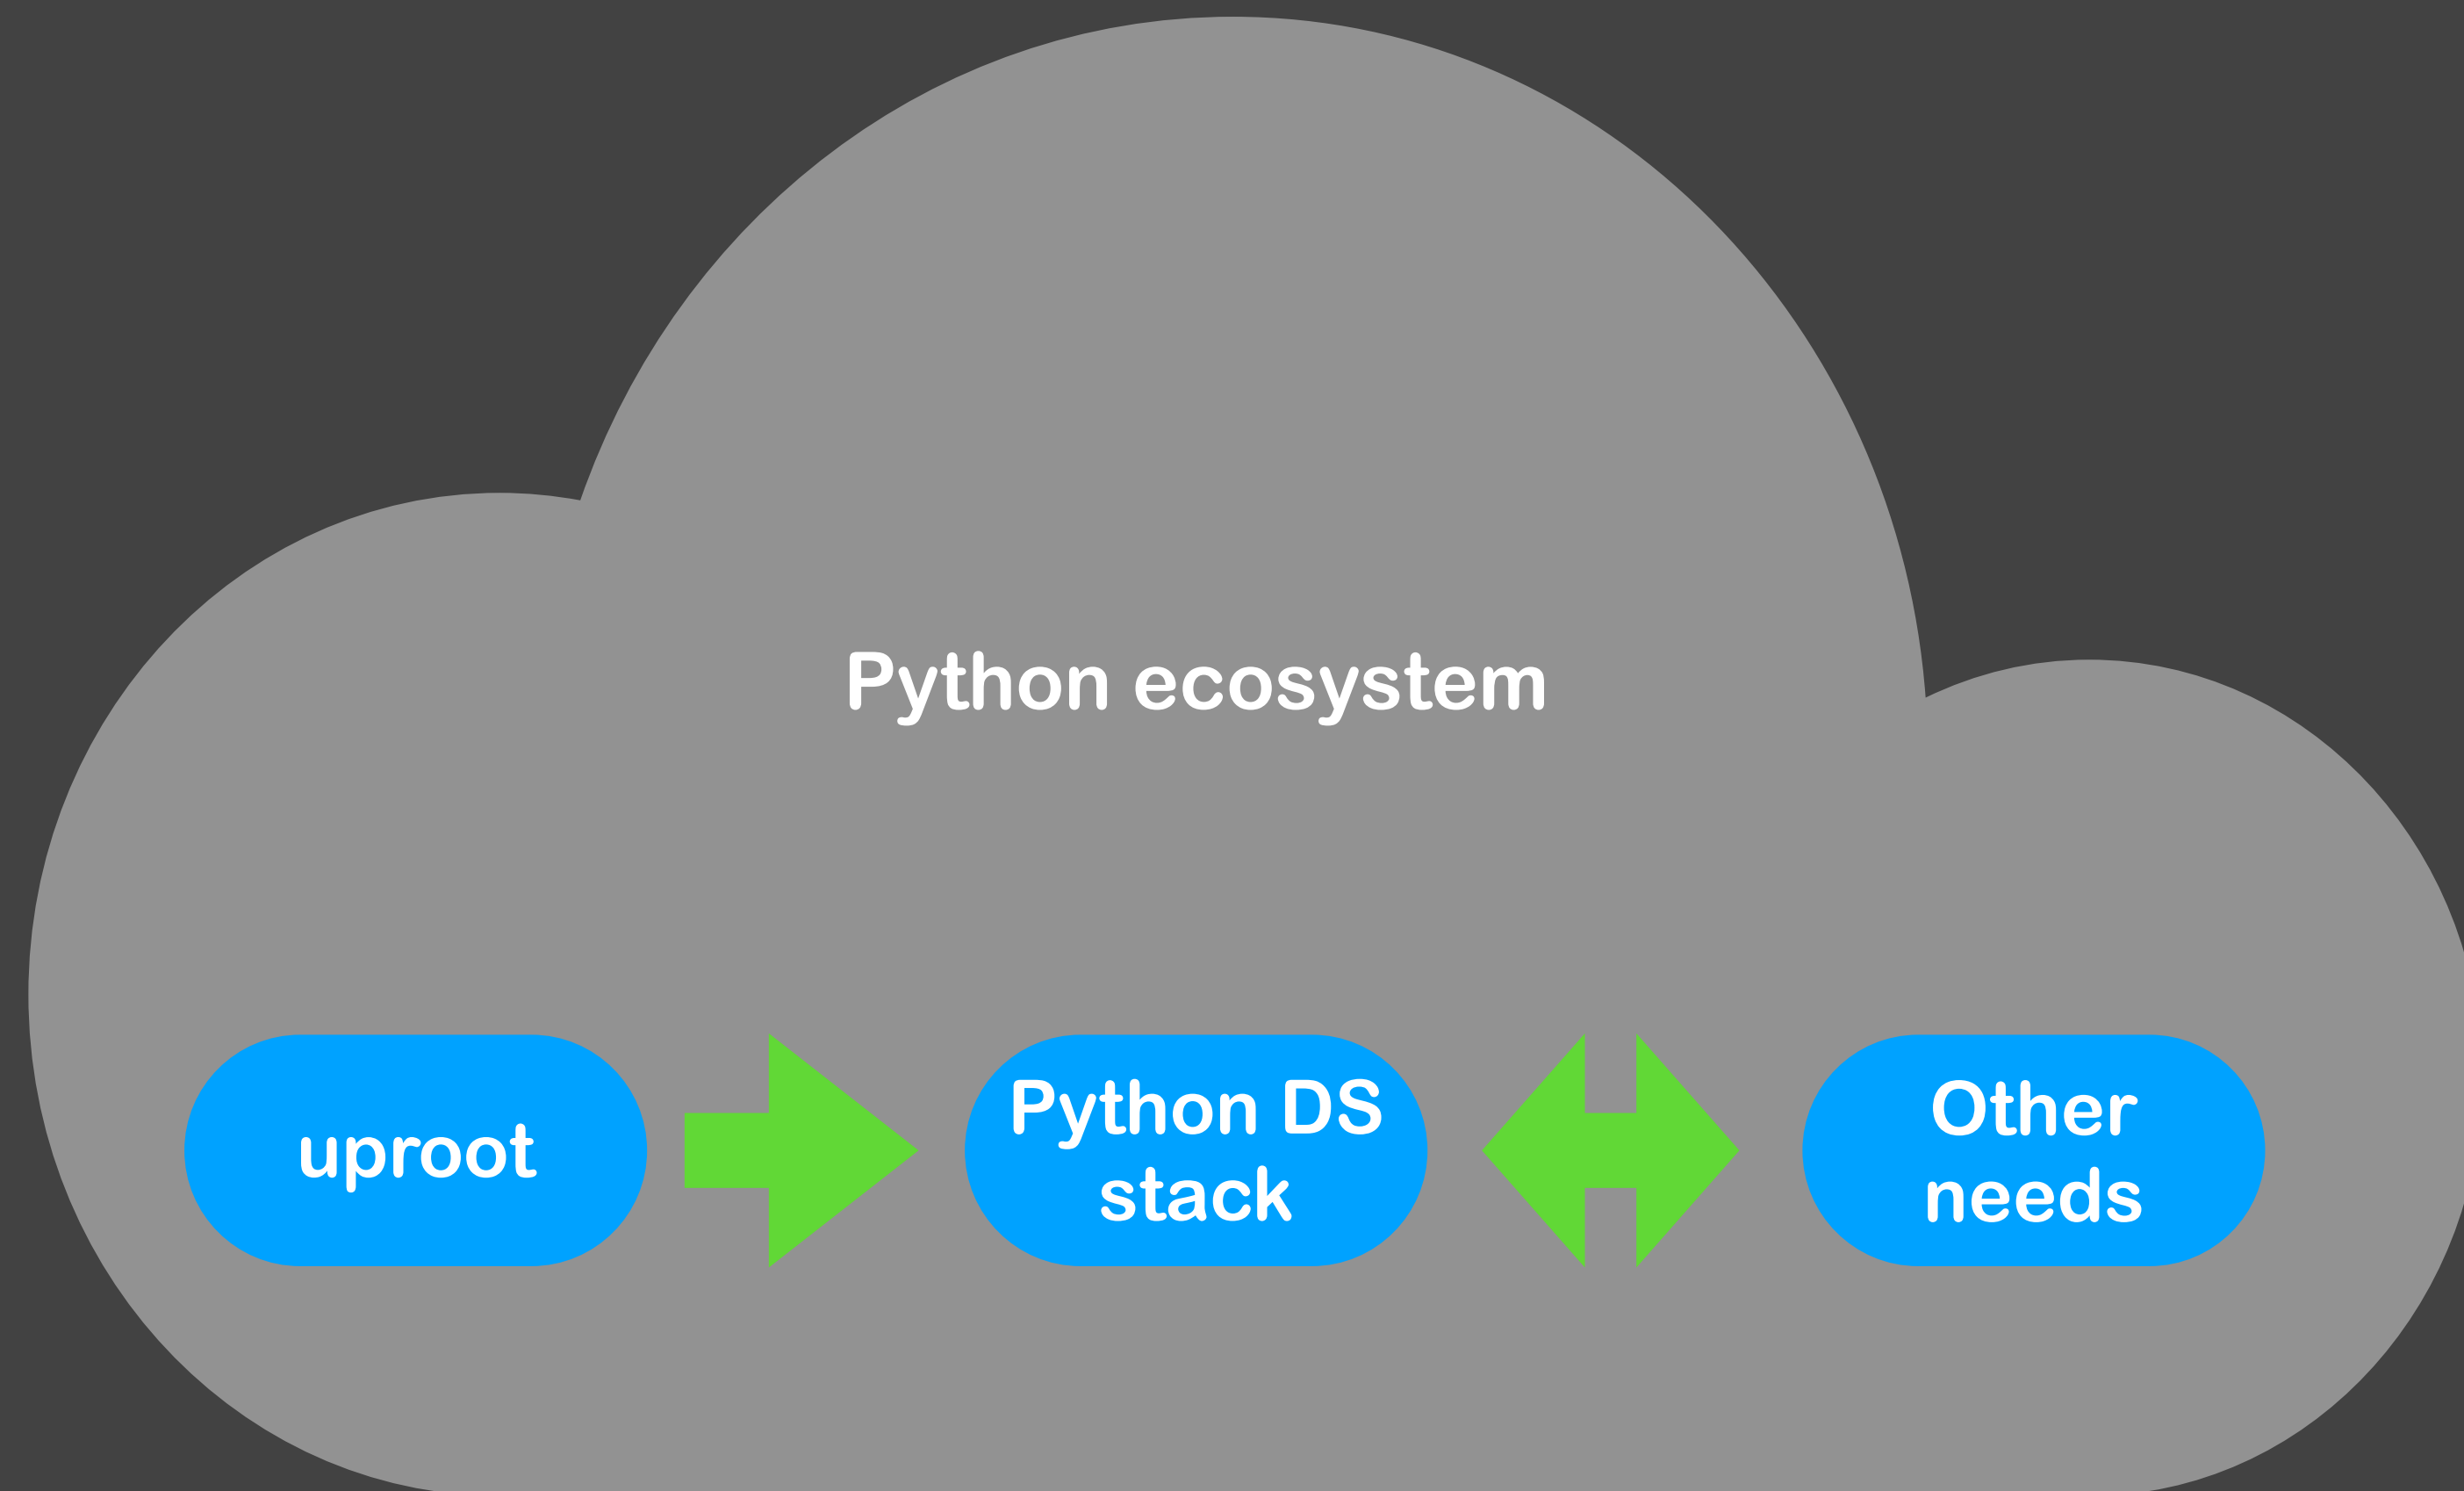 Python ecosystem
uproot
Python DS
stack
Other
needs